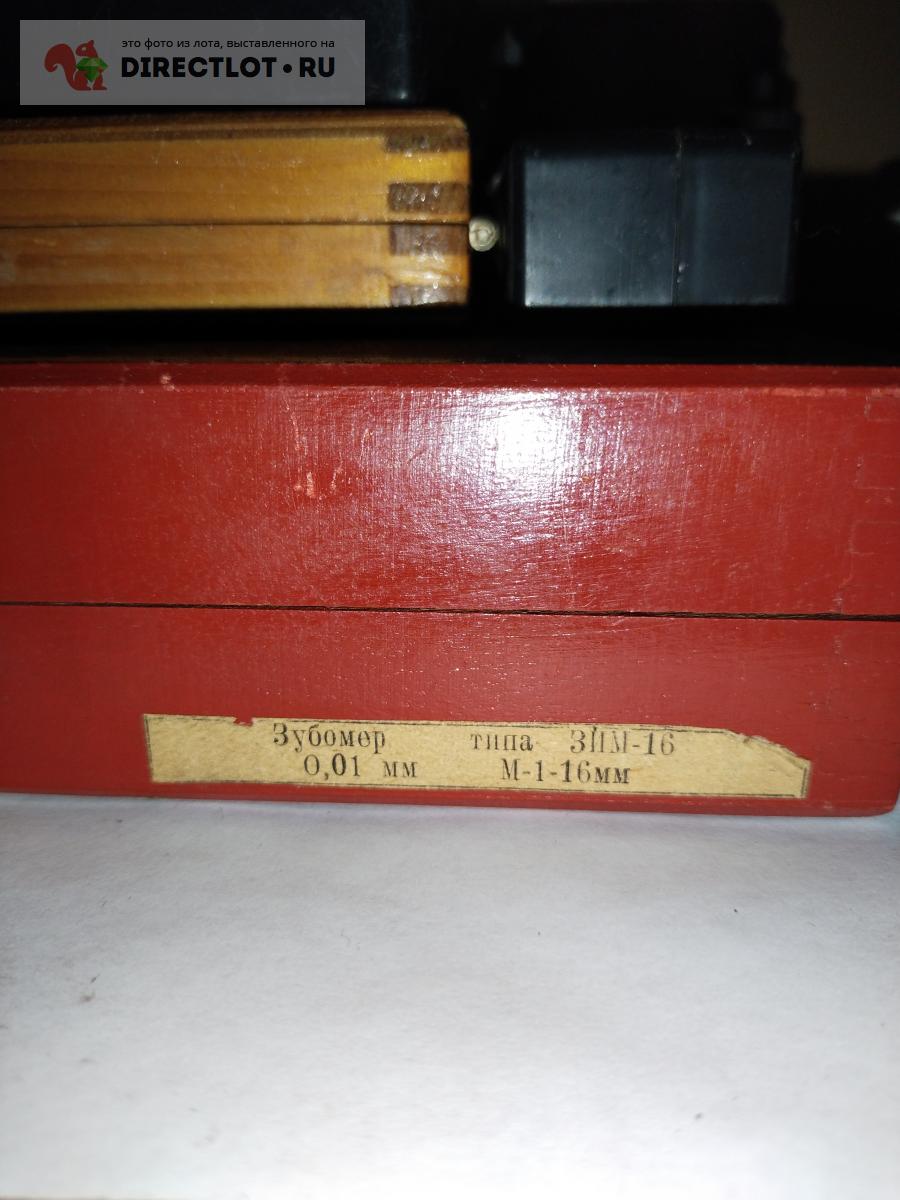 это фото из лота, выставленного на
DIRECTLOT•RU
Зубомер типа ЗИМ-16
0,01 мм М-1-16мм